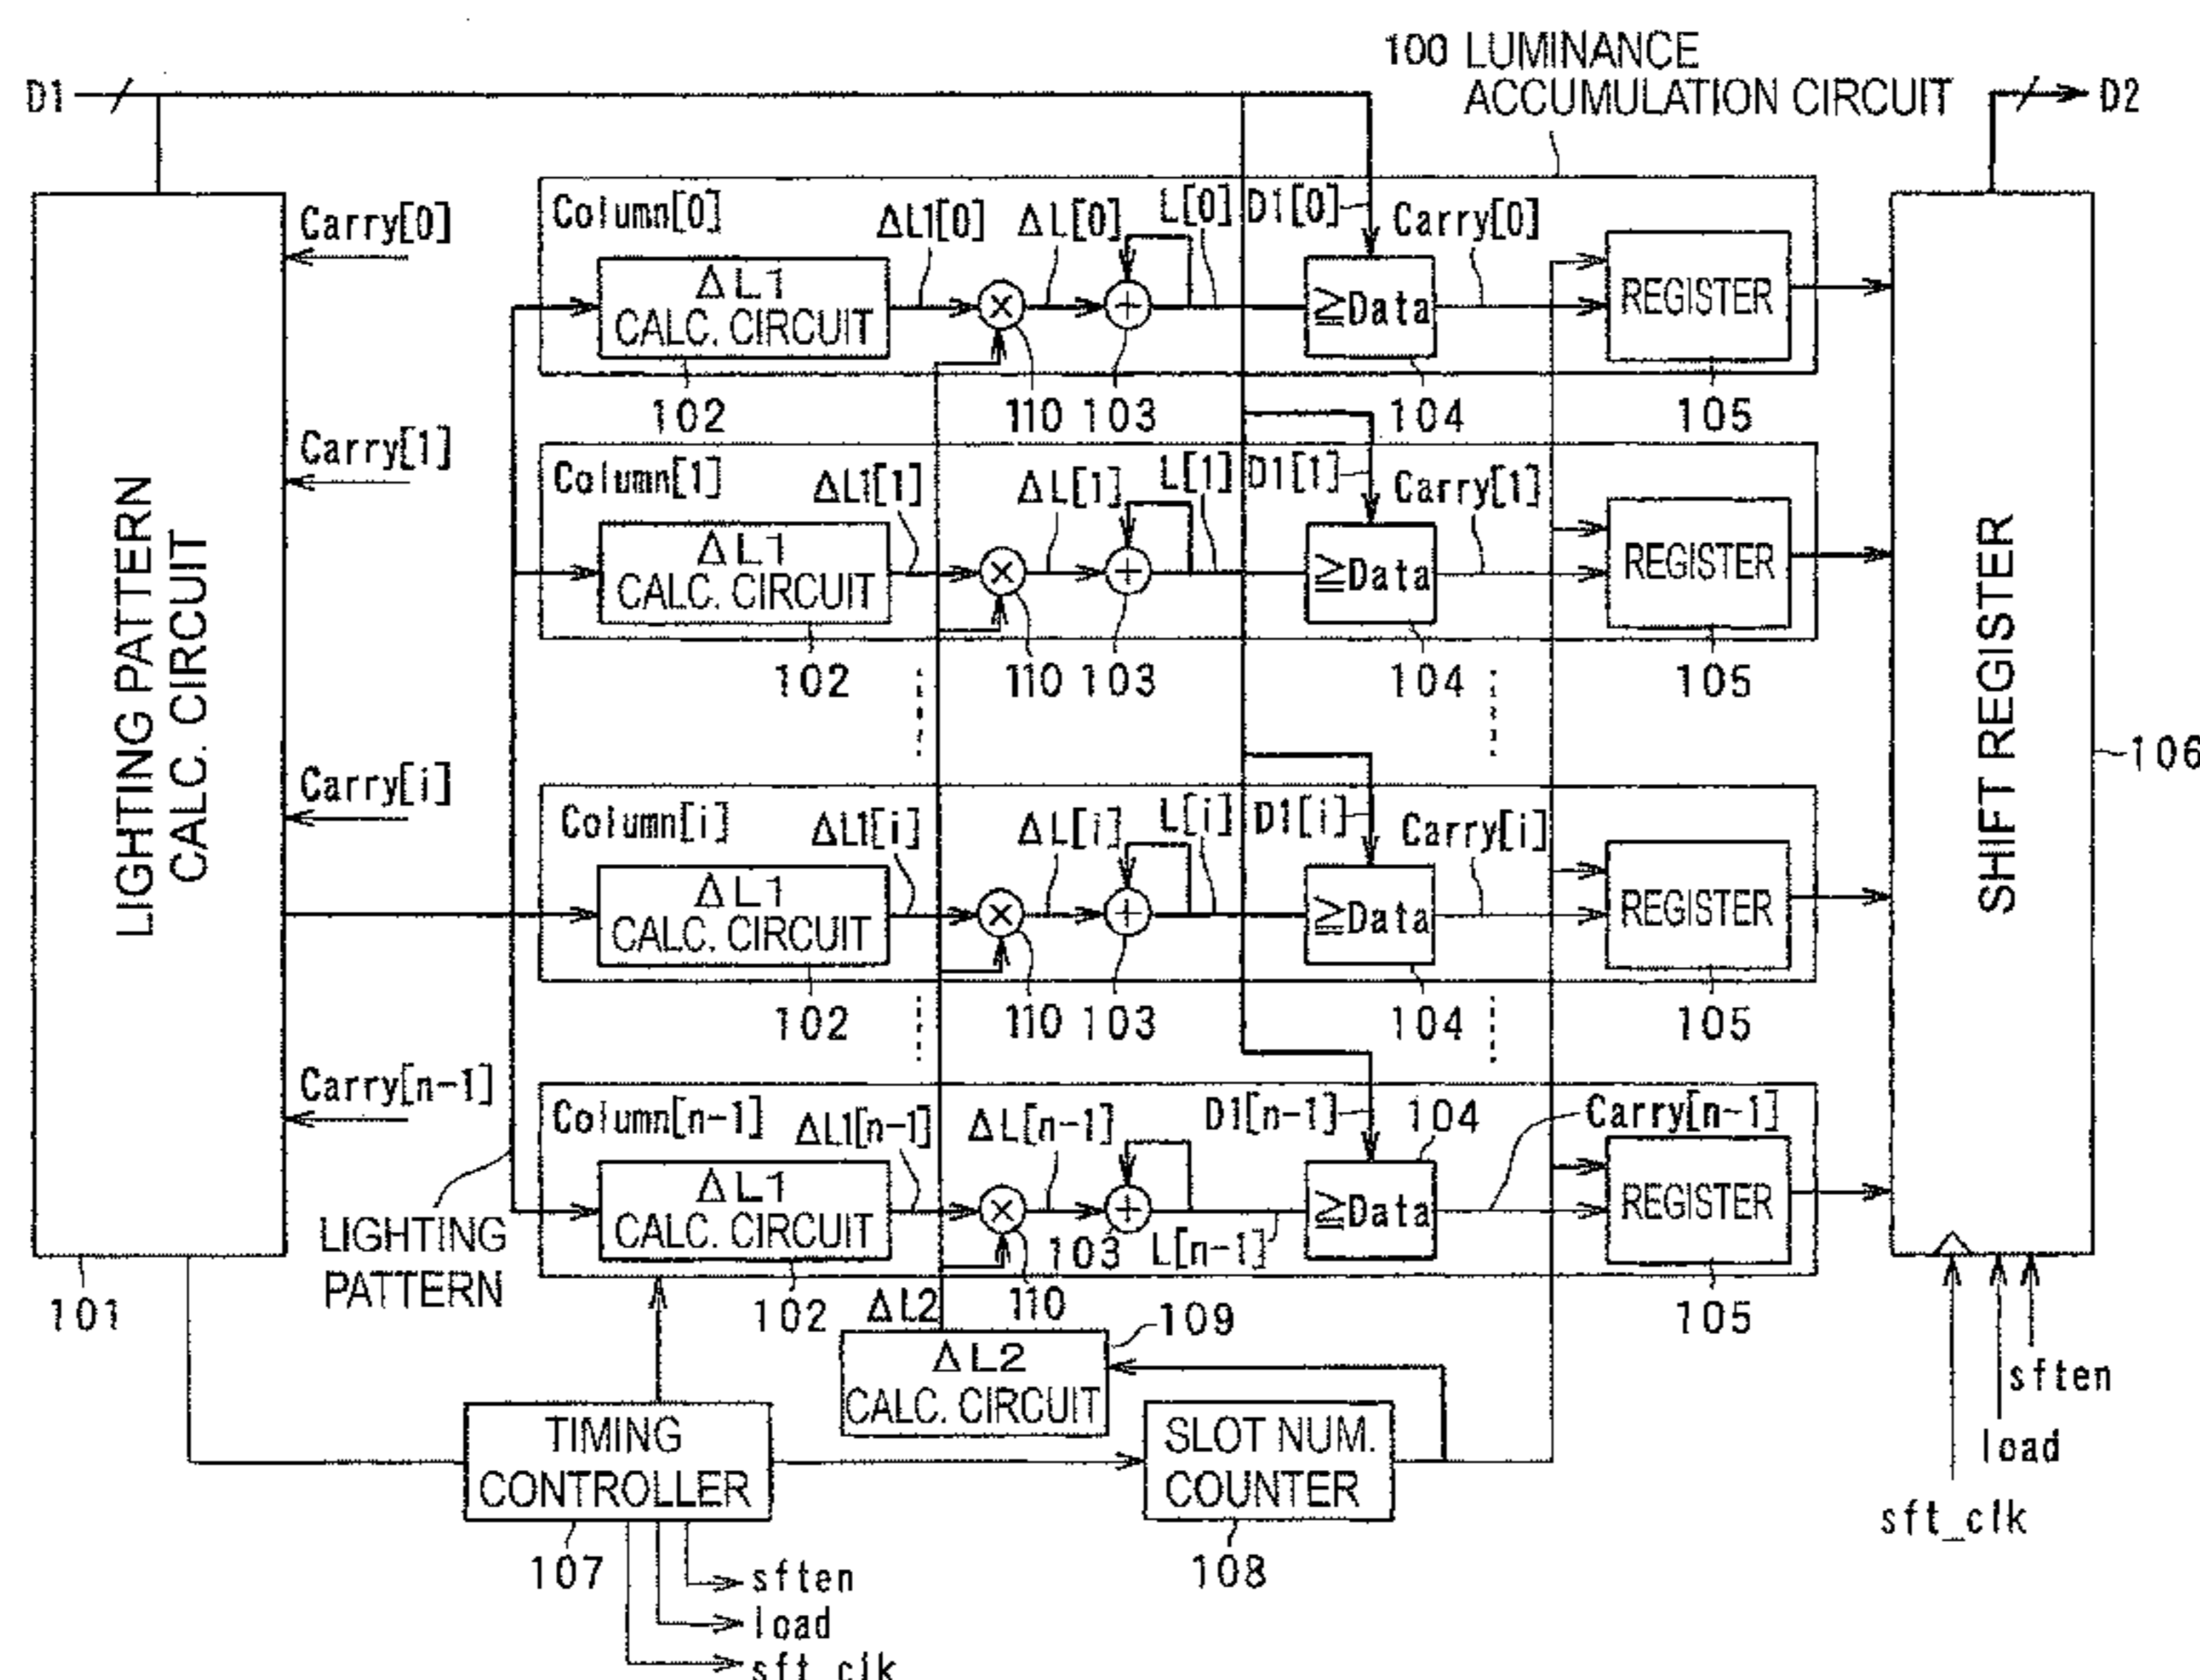 100 LUMINANCE
ACCUMULATION CIRCUIT
D1
D2
Carry[0]
Column[0]
ΔL1[0]
ΔL[0]
L[0]
D1[0]
Carry[0]
ΔL1
CALC. CIRCUIT
≧Data
REGISTER
102
110
103
104
105
Carry[1]
Column[1]
ΔL1[1]
ΔL[1]
L[1]
D1[1]
Carry[1]
ΔL1
CALC. CIRCUIT
≧Data
REGISTER
102
110
103
104
105
LIGHTING PATTERN
CALC. CIRCUIT
SHIFT REGISTER
106
Carry[i]
Column[i]
ΔL1[i]
ΔL[i]
L[i]
D1[i]
Carry[i]
ΔL1
CALC. CIRCUIT
≧Data
REGISTER
102
110
103
104
105
Carry[n-1]
Column[n-1]
ΔL1[n-1]
ΔL[n-1]
D1[n-1]
104
Carry[n-1]
ΔL1
CALC. CIRCUIT
103
L[n-1]
≧Data
REGISTER
LIGHTING
PATTERN
101
102
ΔL2
110
109
105
ΔL2
CALC. CIRCUIT
TIMING
CONTROLLER
SLOT NUM.
COUNTER
sften
load
sft_clk
107
108
sften
load
sft_clk